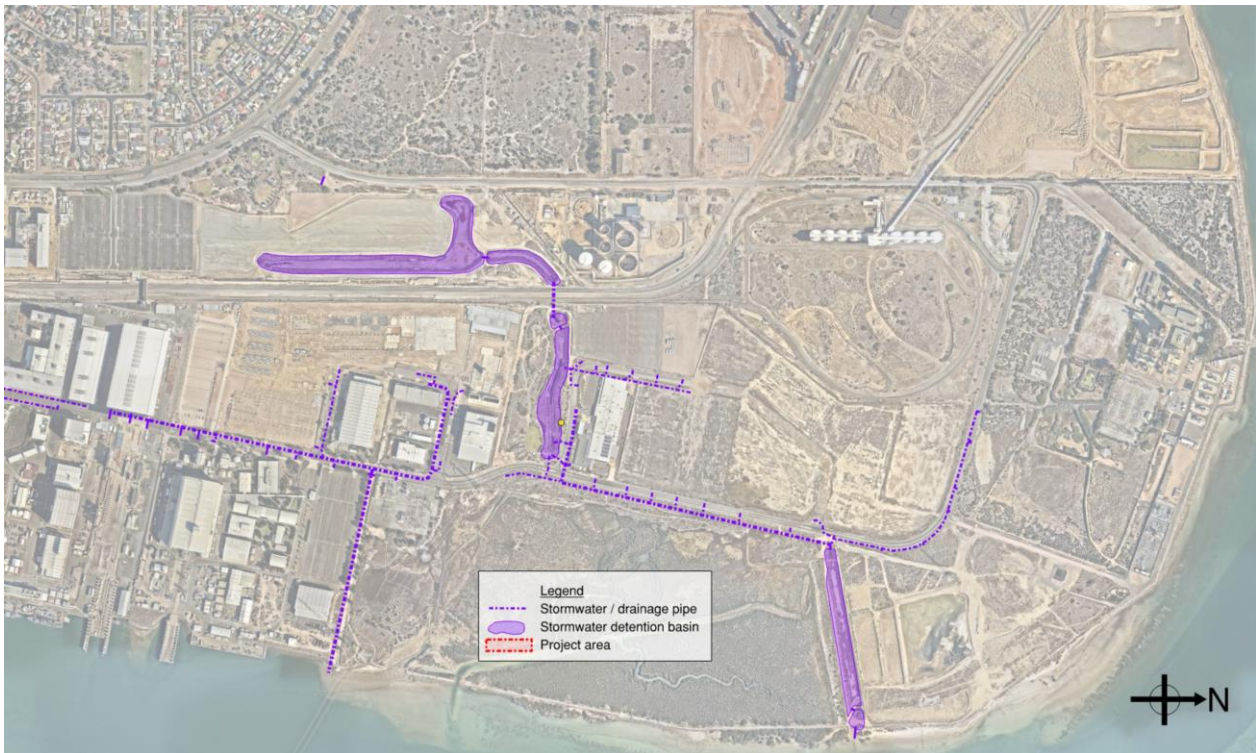 Legend
Stormwater / drainage pipe
Stormwater detention basin
Project area
N